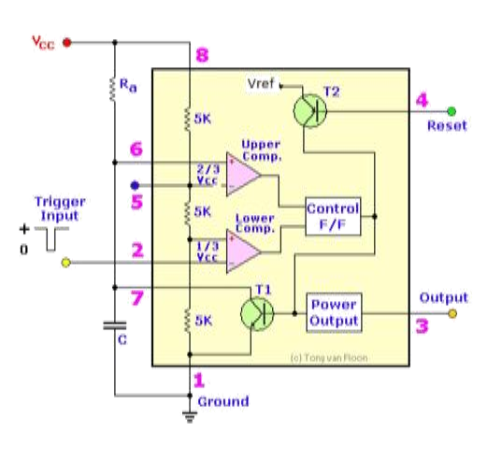 Vcc
8
Ra
Vref
T2
4
Reset
5K
6
Upper
Comp.
+
2/3
Vcc
-
5
5K
Control
F/F
Trigger
Input
+
0
Lower
Comp.
+
2
1/3
Vcc
-
7
T1
Power
Output
Output
3
5K
C
(c) Tony van Roon
1
Ground